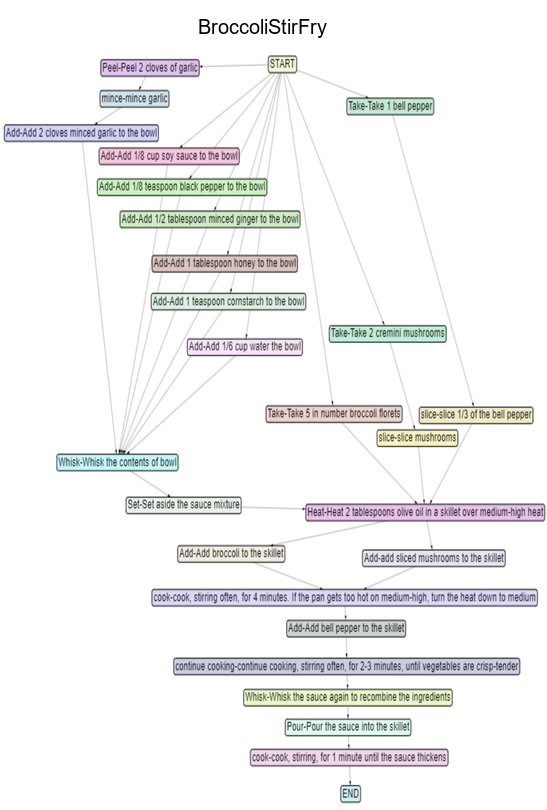 BroccoliStirFry
START
Peel-Peel 2 cloves of garlic
mince-mince garlic
Take-Take 1 bell pepper
Add-Add 2 cloves minced garlic to the bowl
Add-Add 1/8 cup soy sauce to the bowl
Add-Add 1/8 teaspoon black pepper to the bowl
Add-Add 1/2 tablespoon minced ginger to the bowl
Add-Add 1 tablespoon honey to the bowl
Add-Add 1 teaspoon cornstarch to the bowl
Take-Take 2 cremini mushrooms
Add-Add 1/6 cup water the bowl
Take-Take 5 in number broccoli florets
slice-slice 1/3 of the bell pepper
slice-slice mushrooms
Whisk-Whisk the contents of bowl
Set-Set aside the sauce mixture
Heat-Heat 2 tablespoons olive oil in a skillet over medium-high heat
Add-Add broccoli to the skillet
Add-add sliced mushrooms to the skillet
cook-cook, stirring often, for 4 minutes. If the pan gets too hot on medium-high, turn the heat down to medium
Add-Add bell pepper to the skillet
continue cooking-continue cooking, stirring often, for 2-3 minutes, until vegetables are crisp-tender
Whisk-Whisk the sauce again to recombine the ingredients
Pour-Pour the sauce into the skillet
cook-cook, stirring, for 1 minute until the sauce thickens
END